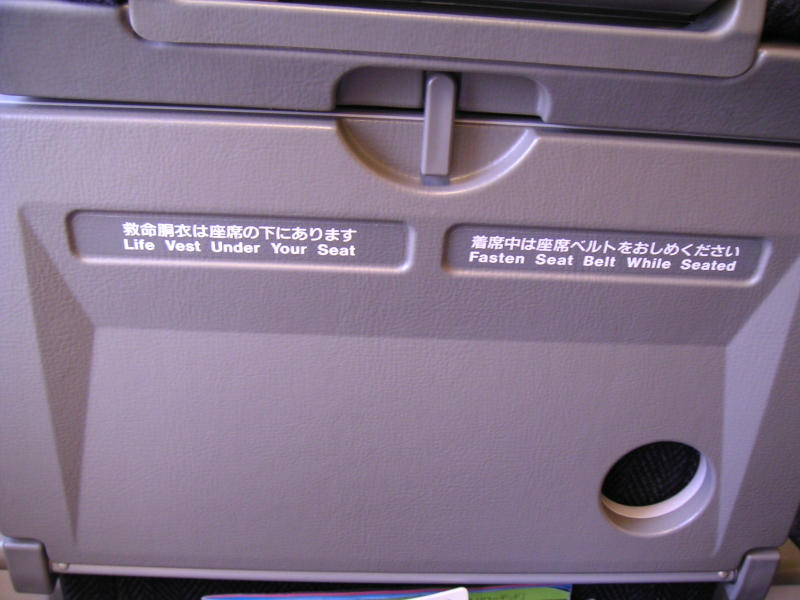 救命胴衣は座席の下にあります
Life Vest Under Your Seat
着席中は座席ベルトをおしめください
Fasten Seat Belt While Seated